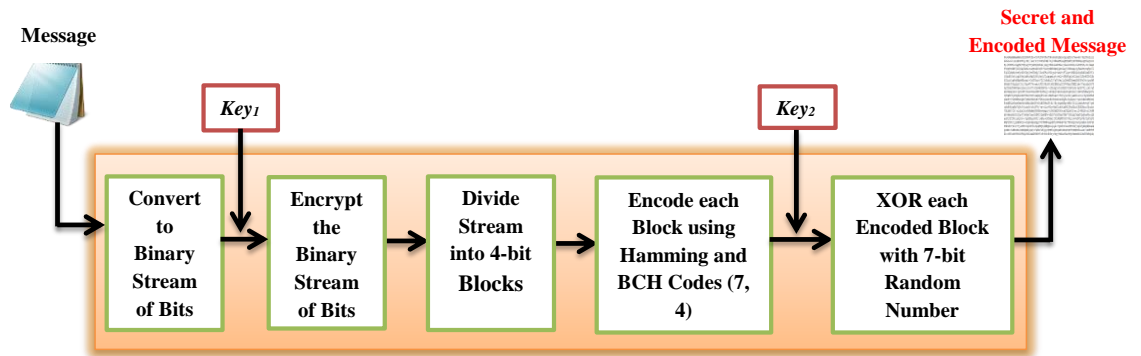 Message
Secret and
Encoded Message
Key1
Key2
Convert
to
Binary
Stream
of Bits
Encrypt
the
Binary
Stream
of Bits
Divide
Stream
into 4-bit
Blocks
Encode each
Block using
Hamming and
BCH Codes (7,
4)
XOR each
Encoded Block
with 7-bit
Random
Number